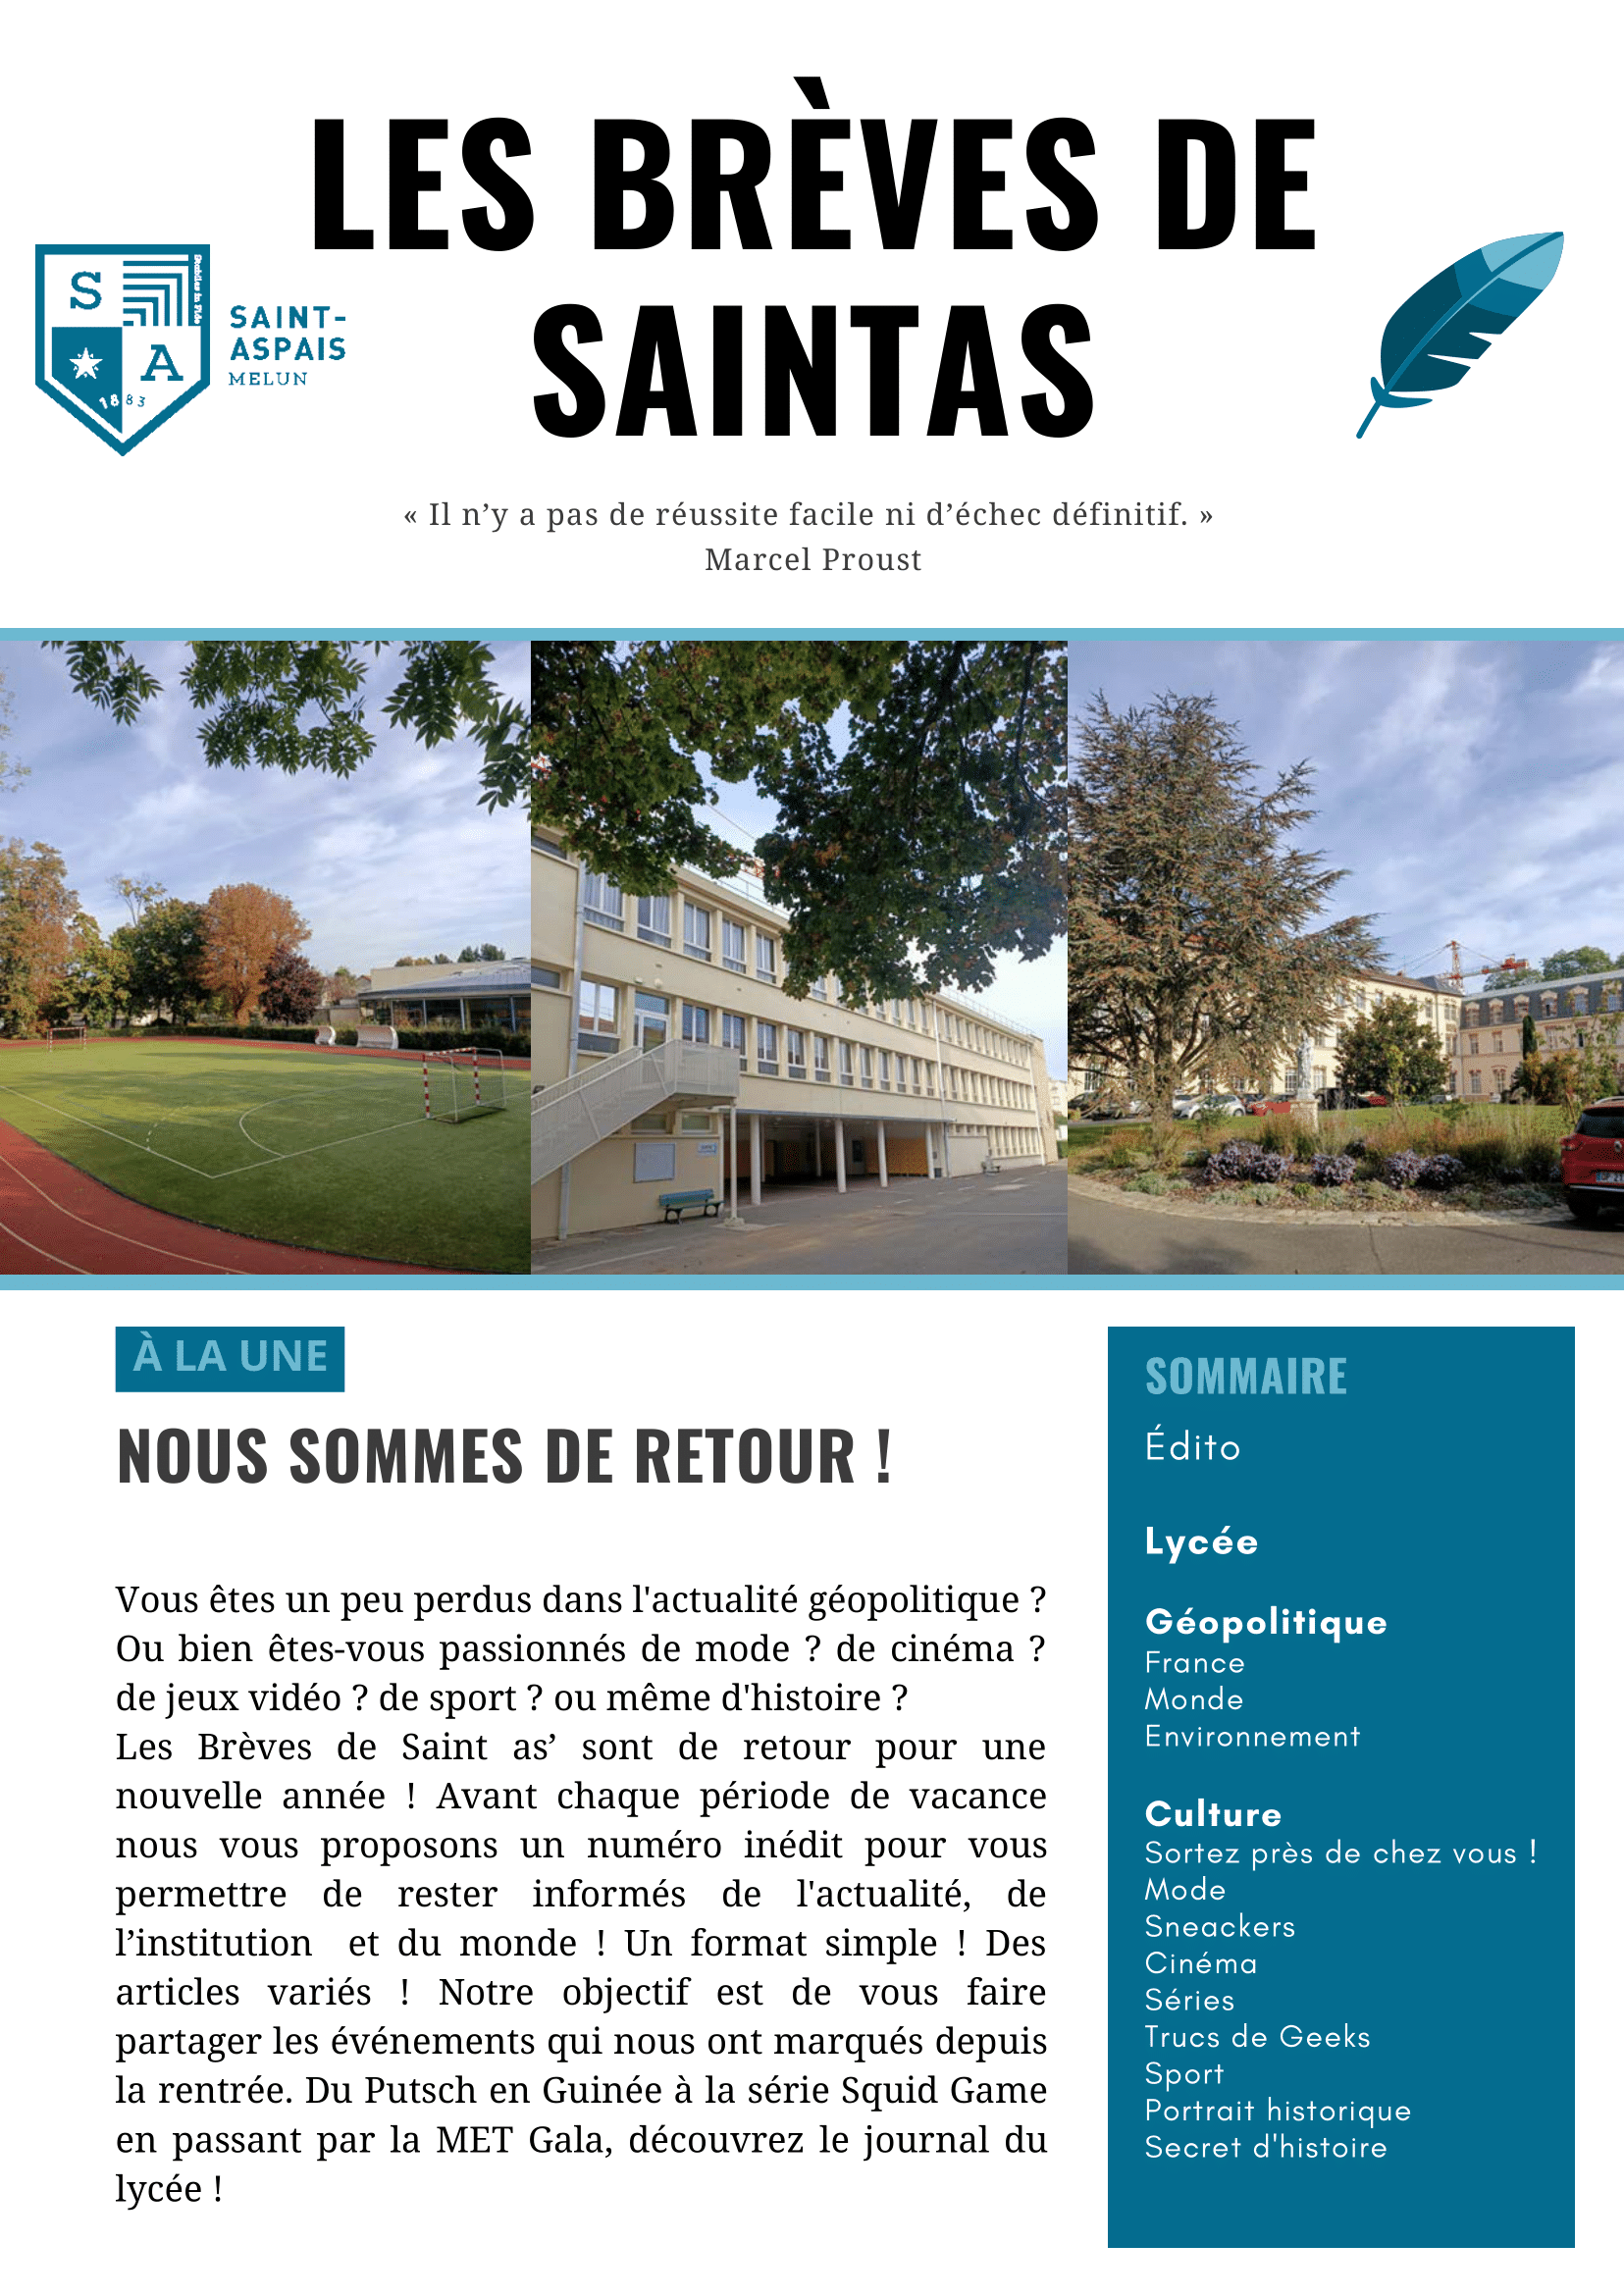 LES BRÈVES DE
SAINTAS
S
A
1883
SAINT-
ASPAIS
MELUN
« Il n’y a pas de réussite facile ni d’échec définitif. »
Marcel Proust
À LA UNE
NOUS SOMMES DE RETOUR !
Vous êtes un peu perdus dans l'actualité géopolitique ?
Ou bien êtes-vous passionnés de mode ? de cinéma ?
de jeux vidéo ? de sport ? ou même d'histoire ?
Les Brèves de Saint as’ sont de retour pour une
nouvelle année ! Avant chaque période de vacance
nous vous proposons un numéro inédit pour vous
permettre de rester informés de l'actualité, de
l’institution et du monde ! Un format simple ! Des
articles variés ! Notre objectif est de vous faire
partager les événements qui nous ont marqués depuis
la rentrée. Du Putsch en Guinée à la série Squid Game
en passant par la MET Gala, découvrez le journal du
lycée !
SOMMAIRE
Édito
Lycée
Géopolitique
France
Monde
Environnement
Culture
Sortez près de chez vous !
Mode
Sneackers
Cinéma
Séries
Trucs de Geeks
Sport
Portrait historique
Secret d'histoire